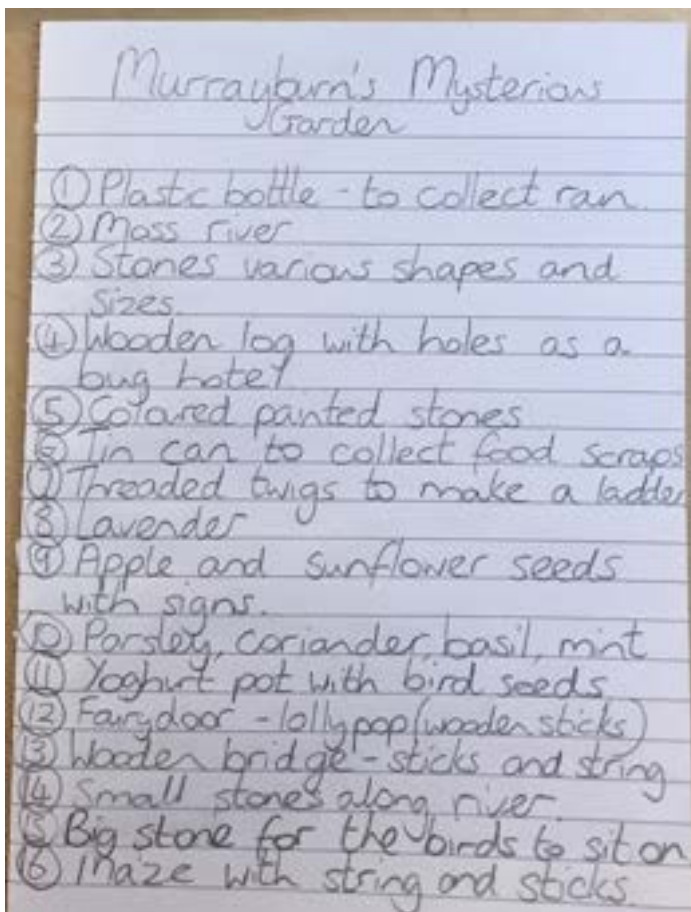 Murrayburn's Mysterious
Garden
① Plastic bottle - to collect rain.
② Moss river
③ Stones various shapes and
sizes.
④ Wooden log with holes as a
bug hotel
⑤ Coloured painted stones
⑥ Tin can to collect food scraps
⑦ Threaded twigs to make a ladder
⑧ Lavender
⑨ Apple and sunflower seeds
with signs.
⑩ Parsley, coriander, basil, mint
⑪ Yoghurt pot with bird seeds
⑫ Fairydoor - lollypop (wooden sticks)
⑬ Wooden bridge - sticks and string
⑭ Small stones along river.
⑮ Big stone for the birds to sit on
⑯ Maze with string and sticks.